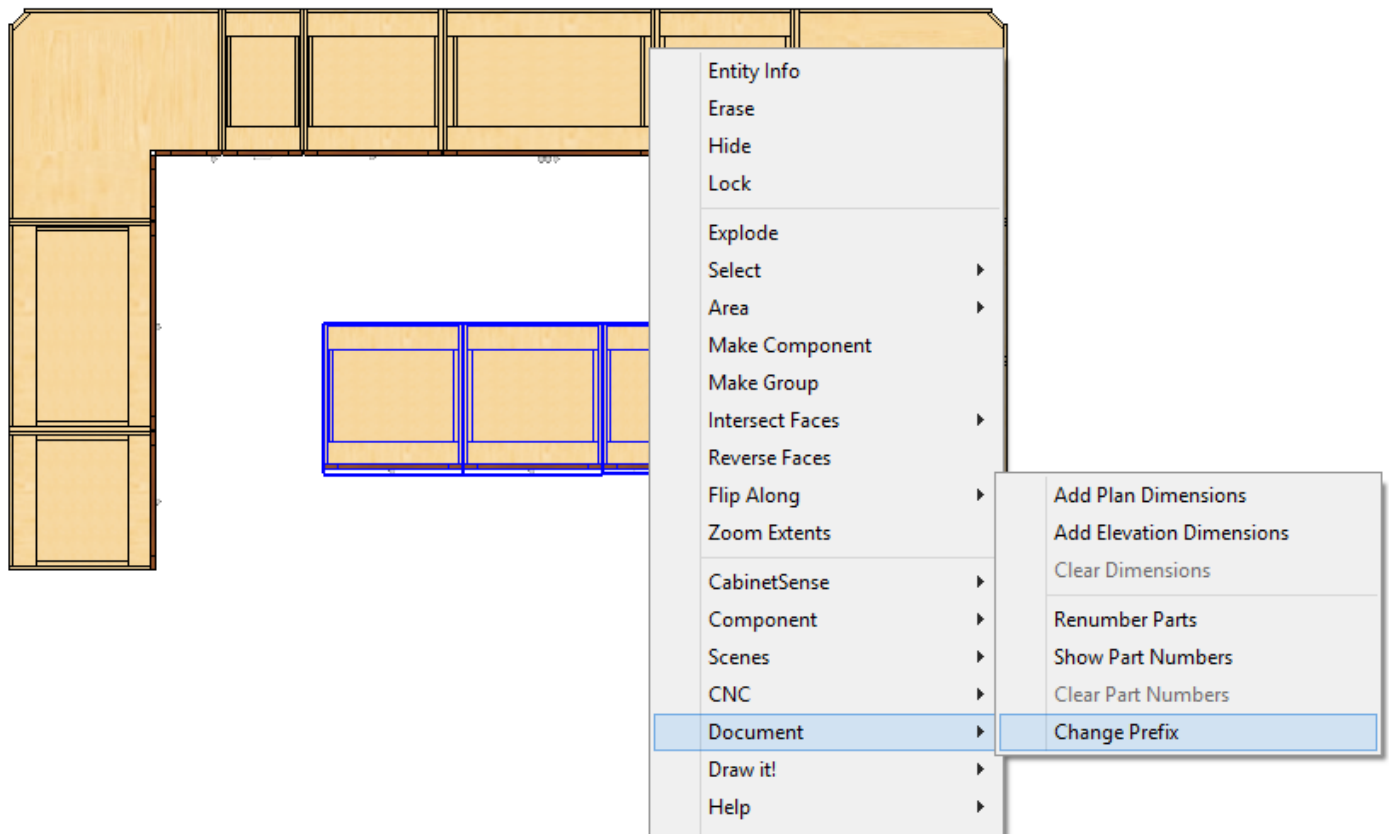 Entity Info
Erase
Hide
Lock
Explode
Select
Area
Make Component
Make Group
Intersect Faces
Reverse Faces
Flip Along
Zoom Extents
CabinetSense
Component
Scenes
CNC
Document
Draw it!
Help
Add Plan Dimensions
Add Elevation Dimensions
Clear Dimensions
Renumber Parts
Show Part Numbers
Clear Part Numbers
Change Prefix